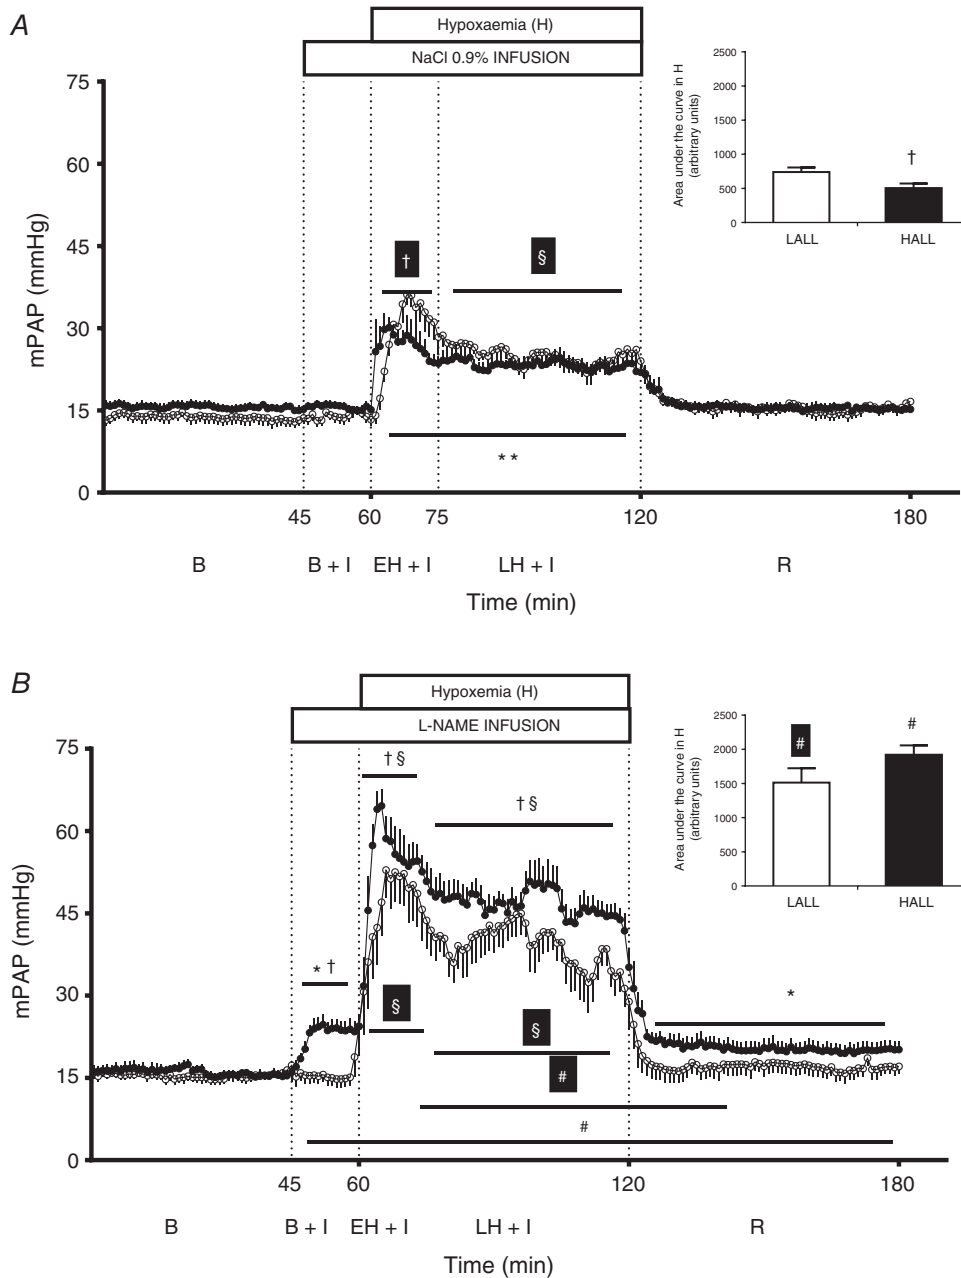 A
Hypoxaemia (H)
NaCl 0.9% INFUSION
75
60
45
30
15
0
mPAP (mmHg)
†
§
* *
45 60 75 120 180
B B + I EH + I LH + I R
Time (min)
Area under the curve in H
(arbitrary units)
2500
2000
1500
1000
500
0
†
LALL HALL
B
Hypoxemia (H)
L-NAME INFUSION
75
60
45
30
15
0
mPAP (mmHg)
† §
† §
* †
*
§
§
#
#
45 60 120 180
B B + I EH + I LH + I R
Time (min)
Area under the curve in H
(arbitrary units)
2500
2000
1500
1000
500
0
# #
LALL HALL